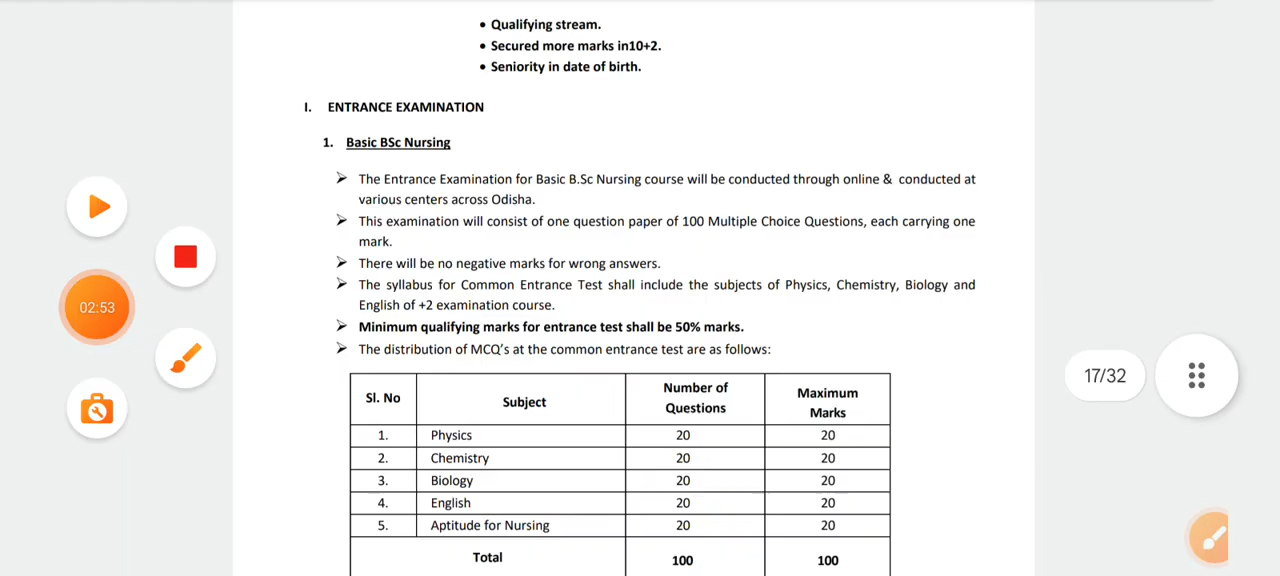 • Qualifying stream.
• Secured more marks in10+2.
• Seniority in date of birth.
I. ENTRANCE EXAMINATION
1. Basic BSc Nursing
➢ The Entrance Examination for Basic B.Sc Nursing course will be conducted through online & conducted at
various centers across Odisha.
➢ This examination will consist of one question paper of 100 Multiple Choice Questions, each carrying one
mark.
➢ There will be no negative marks for wrong answers.
➢ The syllabus for Common Entrance Test shall include the subjects of Physics, Chemistry, Biology and
English of +2 examination course.
➢ Minimum qualifying marks for entrance test shall be 50% marks.
➢ The distribution of MCQ's at the common entrance test are as follows:
Sl. No Subject Number of Questions Maximum Marks
1. Physics 20 20
2. Chemistry 20 20
3. Biology 20 20
4. English 20 20
5. Aptitude for Nursing 20 20
Total 100 100
02:53
17/32